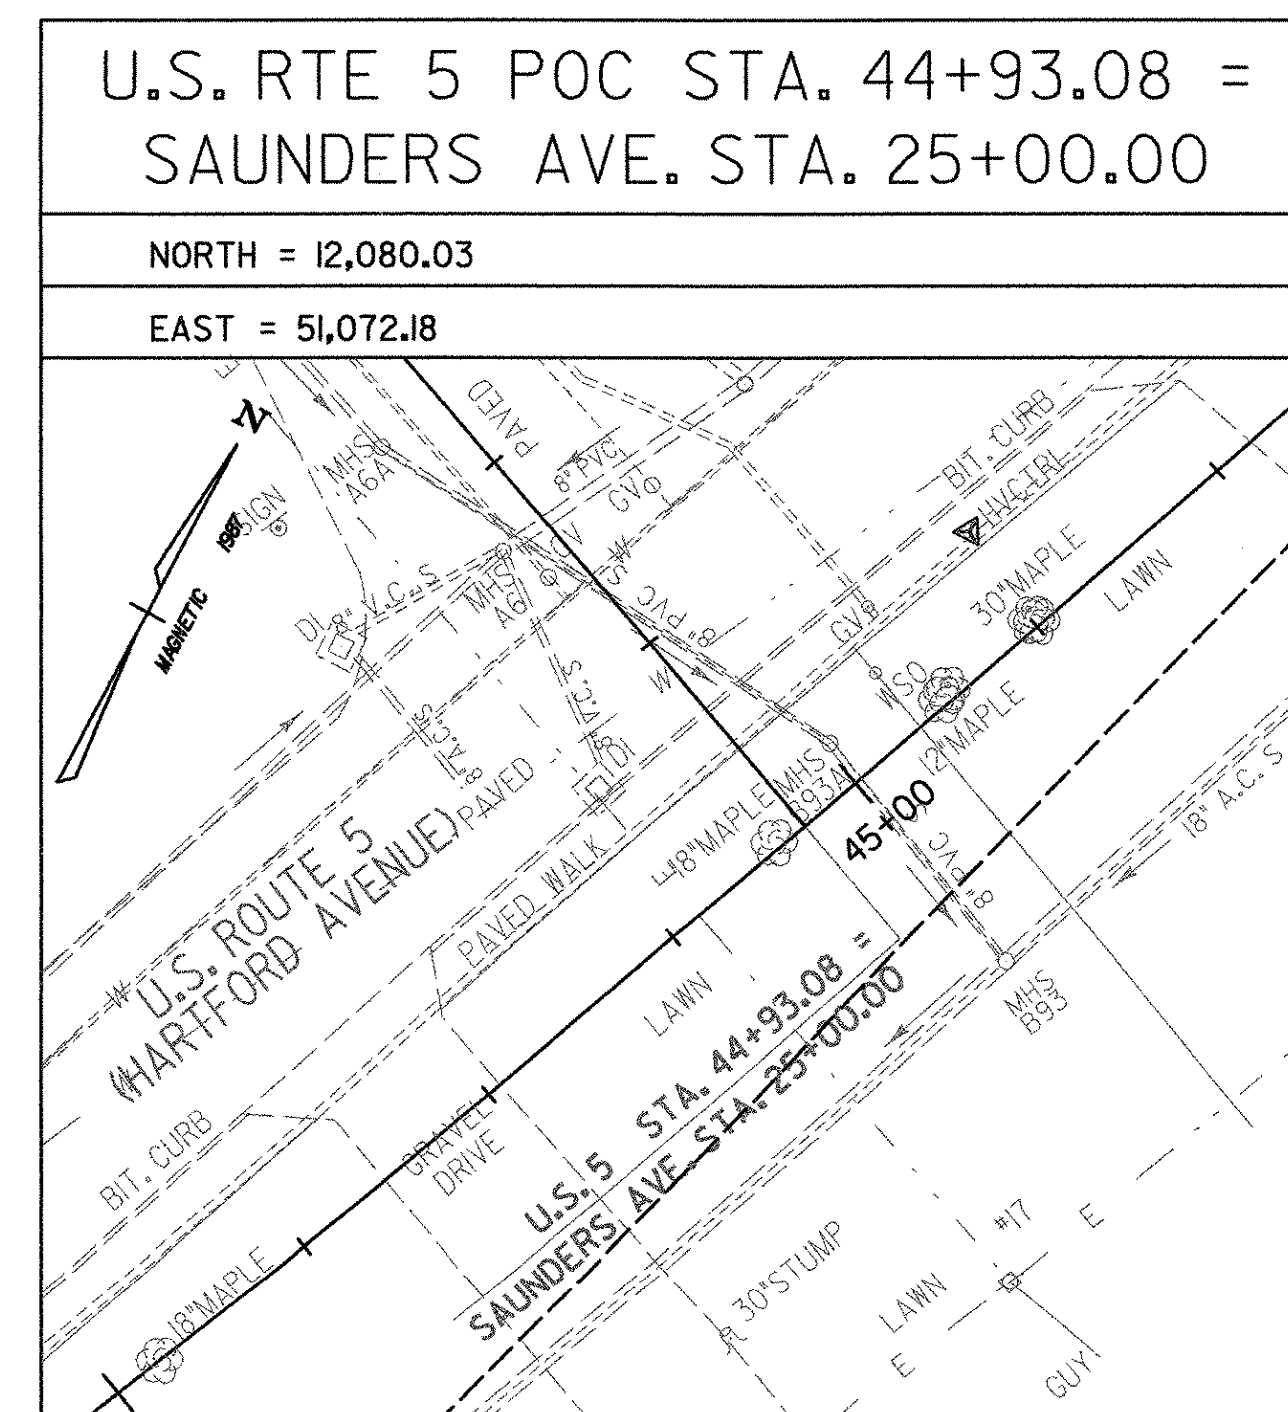 U.S. RTE 5 POC STA. 44+93.08 =
SAUNDERS AVE. STA. 25+00.00
NORTH = 12,080.03
EAST = 51,072.18
N
MAGNETIC 1987
SIGN
MHS
A6A
PAVED
8" PVC
GV
BIT. CURB
HVCTRL
30"MAPLE
LAWN
DI
8" V.C. S
MHS
A6
GV
S
W
8" PVC
GV
WSO
12"MAPLE
W
8" A.C. S
PAVED
DI
18"MAPLE
MHS
B93A
45+00
8" PVC
18" A.C. S
U.S. ROUTE 5
(HARTFORD AVENUE)
W
PAVED WALK
E
LAWN
MHS
B93
U.S. 5 STA. 44+93.08 =
SAUNDERS AVE. STA. 25+00.00
BIT. CURB
GRAVEL
DRIVE
18"MAPLE
30"STUMP
#17
E
LAWN
E
GUY